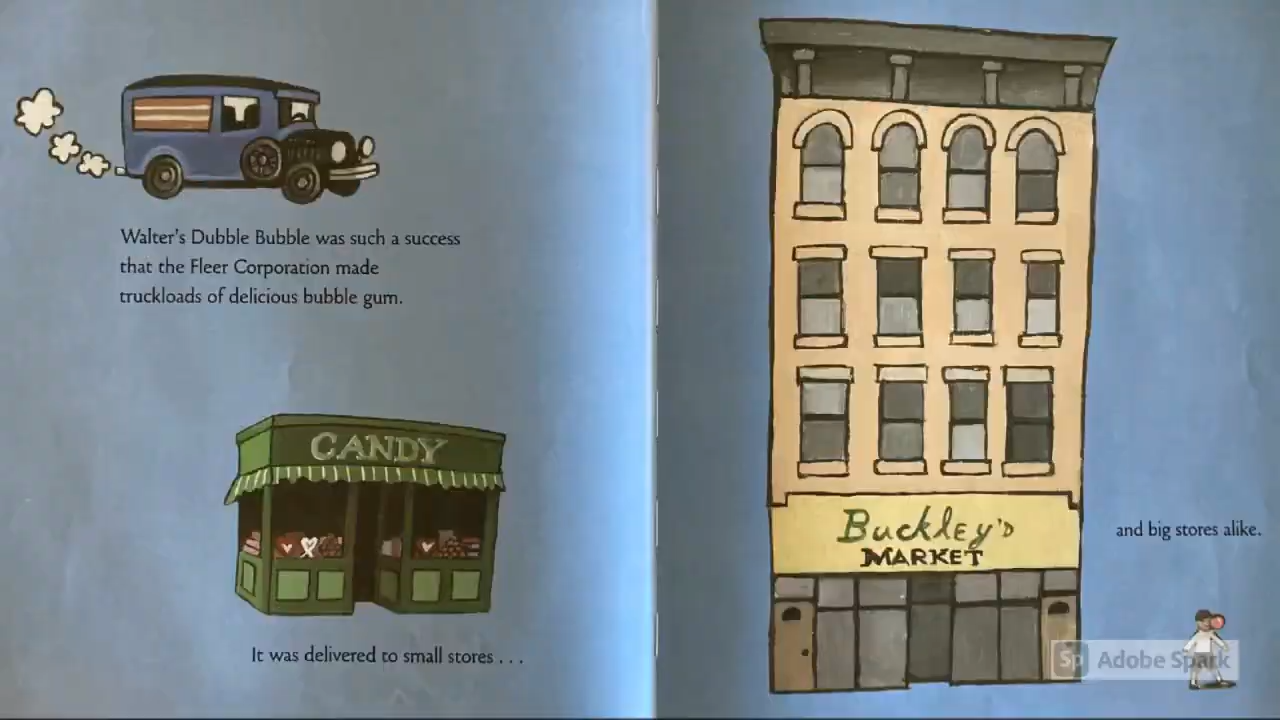 Walter's Dubble Bubble was such a success
that the Fleer Corporation made
truckloads of delicious bubble gum.
CANDY
It was delivered to small stores . . .
Buckley's
MARKET
and big stores alike.
Sp Adobe Spark